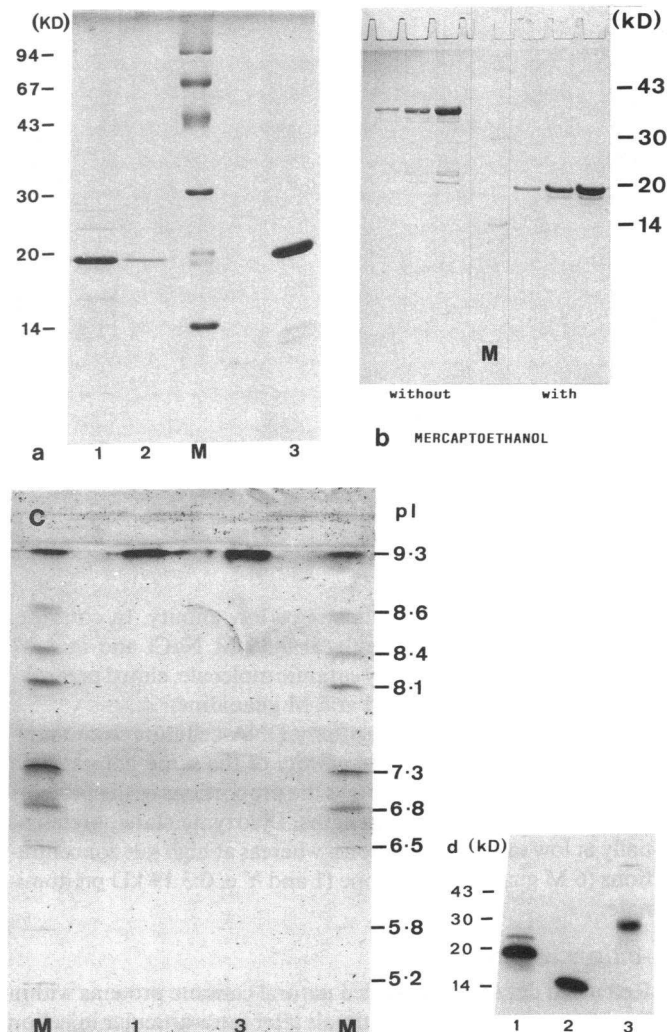 (KD)
94–
67–
43–
30–
20–
14–
a 1 2 M 3
(kD)
–43
–30
–20
–14
M
without with
b MERCAPTOETHANOL
c
pI
–9·3
–8·6
–8·4
–8·1
–7·3
–6·8
–6·5
–5·8
–5·2
M 1 3 M
d (kD)
43 –
30 –
20 –
14 –
1 2 3